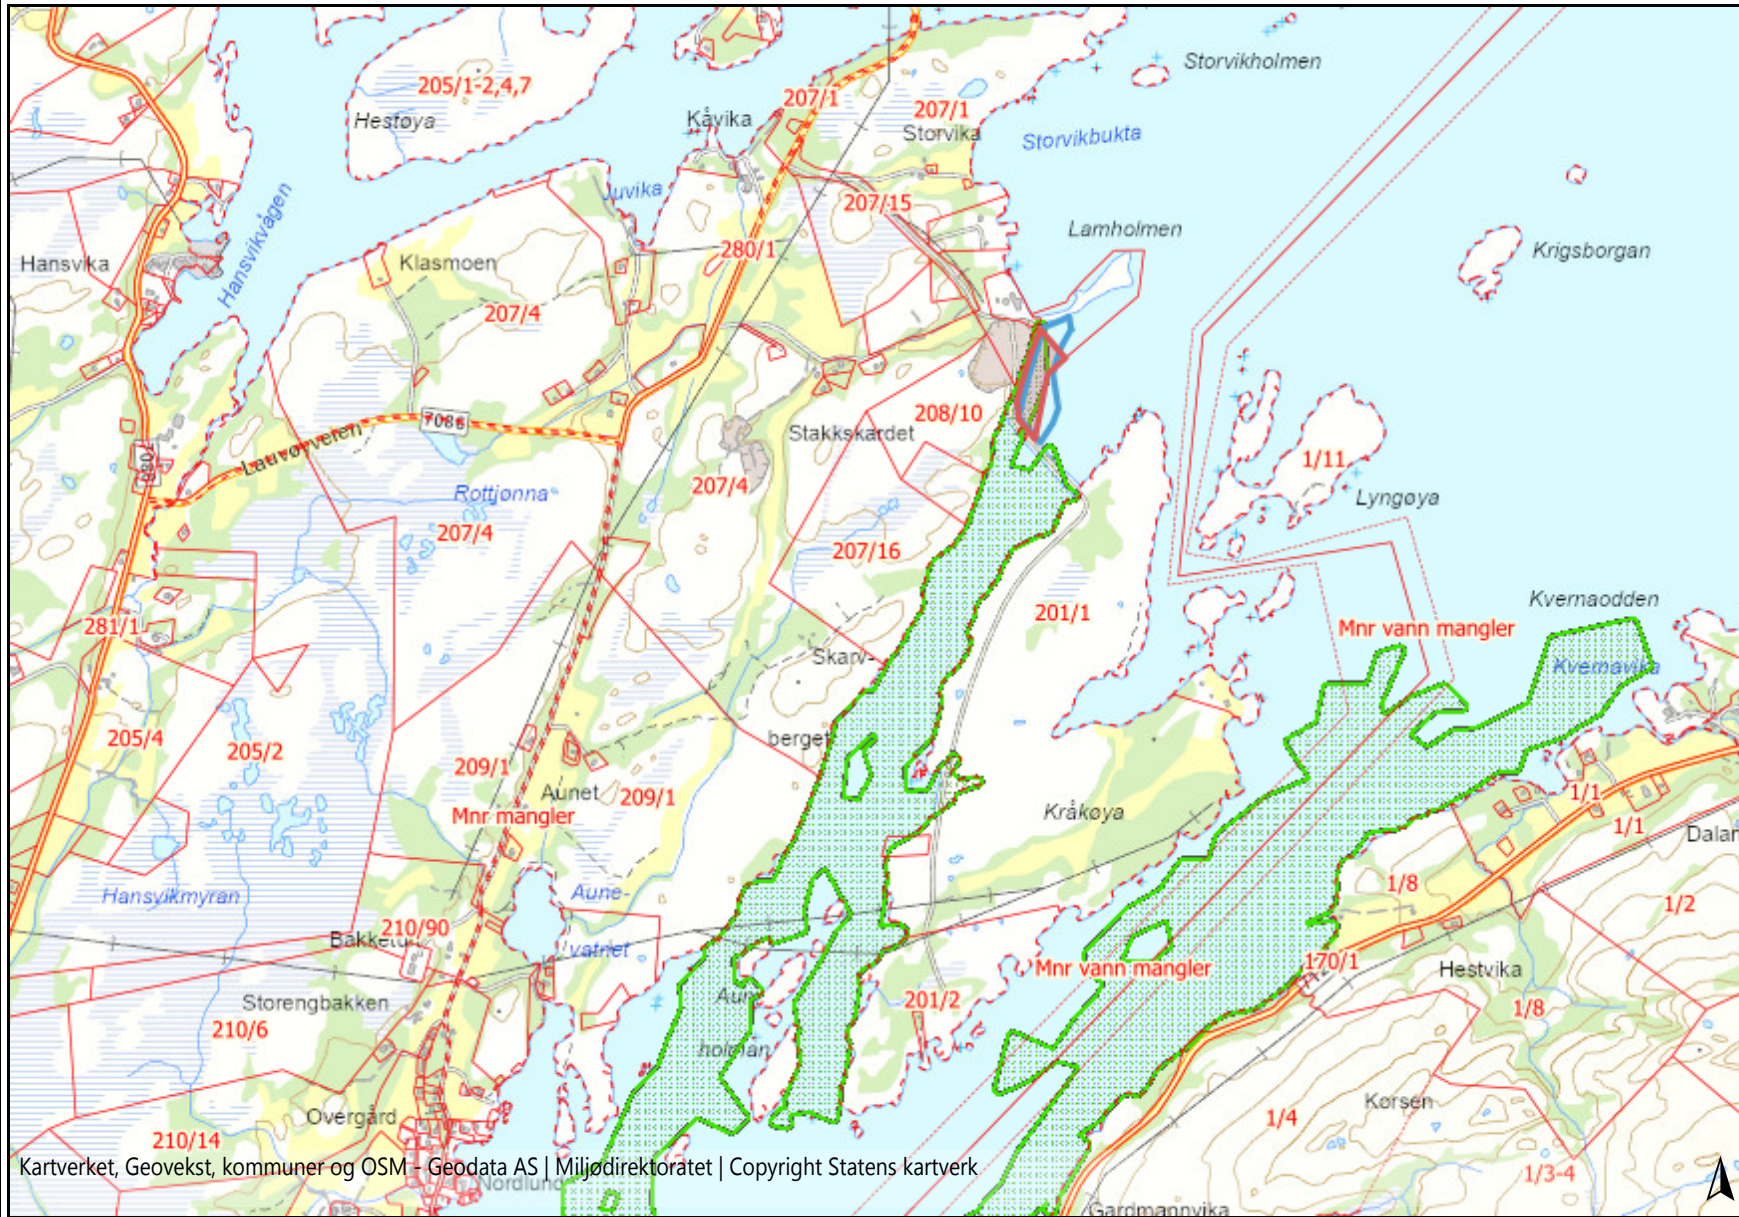 Storvikholmen
205/1-2,4,7
207/1
207/1
Hestøya
Kåvika
Storvika
Storvikbukta
Juvika
207/15
Hansvikvågen
Lamholmen
280/1
Krigsborgan
Hansvika
Klasmoen
207/4
208/10
7086
Stakkskardet
Lauvøyveien
1/11
Rottjønna
207/4
Lyngøya
207/4
207/16
Kvernaodden
201/1
281/1
Mnr vann mangler
Skarv-
Kvernavika
205/4
berget
205/2
209/1
Aunet
209/1
1/1
Kråkøya
Mnr mangler
1/1
Dalan
1/8
Aune-
Hansvikmyran
1/2
210/90
Bakketun
vatnet
Mnr vann mangler
170/1
Hestvika
Aun
201/2
Storengbakken
1/8
210/6
holman
Korsen
Overgård
1/4
210/14
Kartverket, Geovekst, kommuner og OSM - Geodata AS | Miljødirektoratet | Copyright Statens kartverk
1/3-4
Nordlund
Gardmannvika